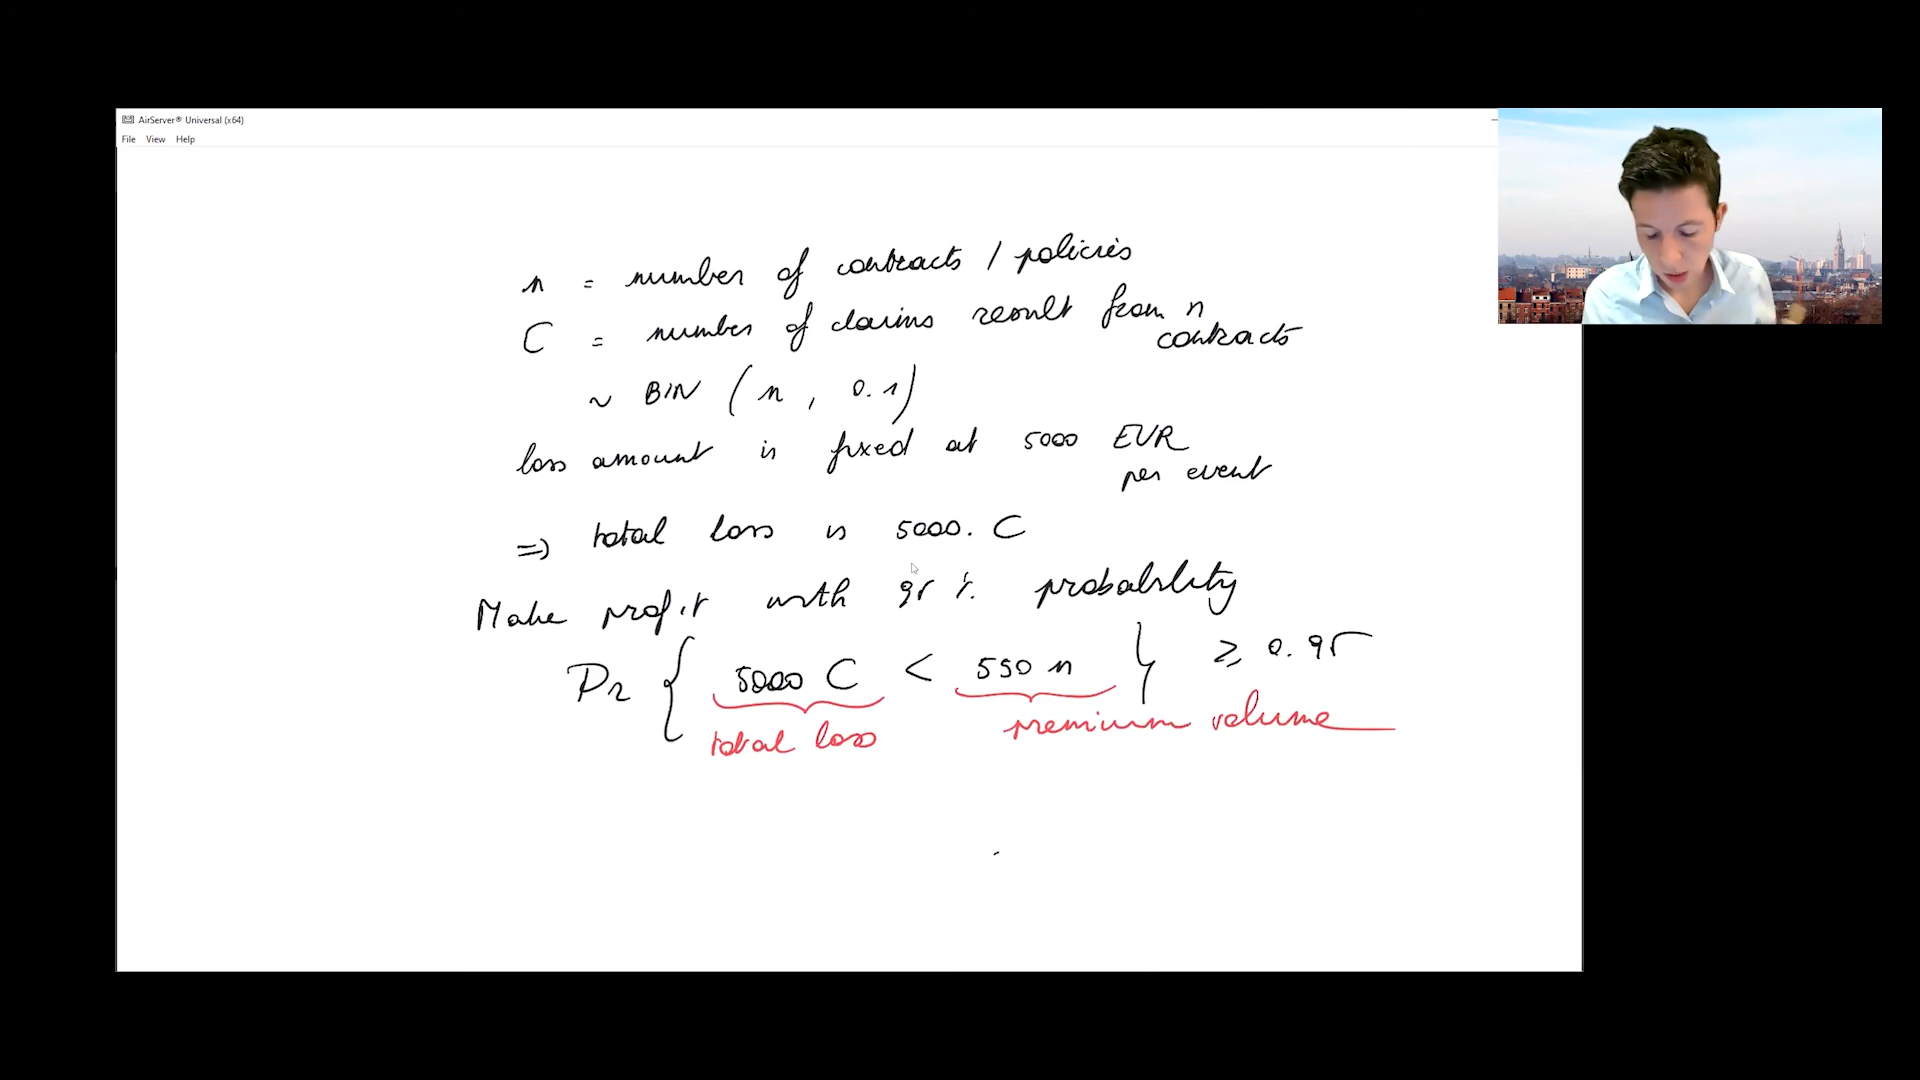 AirServer® Universal (x64)
File View Help
n = number of contracts / policies
C = number of claims result from n
contracts
~ BIN (n, 0.1)
loss amount is fixed at 5000 EUR
per event
⇒ total loss is 5000. C
Make profit with 95 % probability
Pr { 5000 C < 550 n } ≥ 0.95
total loss premium volume